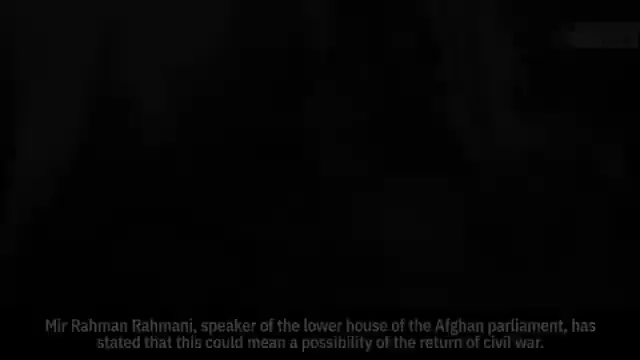 Mir Rahman Rahmani, speaker of the lower house of the Afghan parliament, has
stated that this could mean a possibility of the return of civil war.